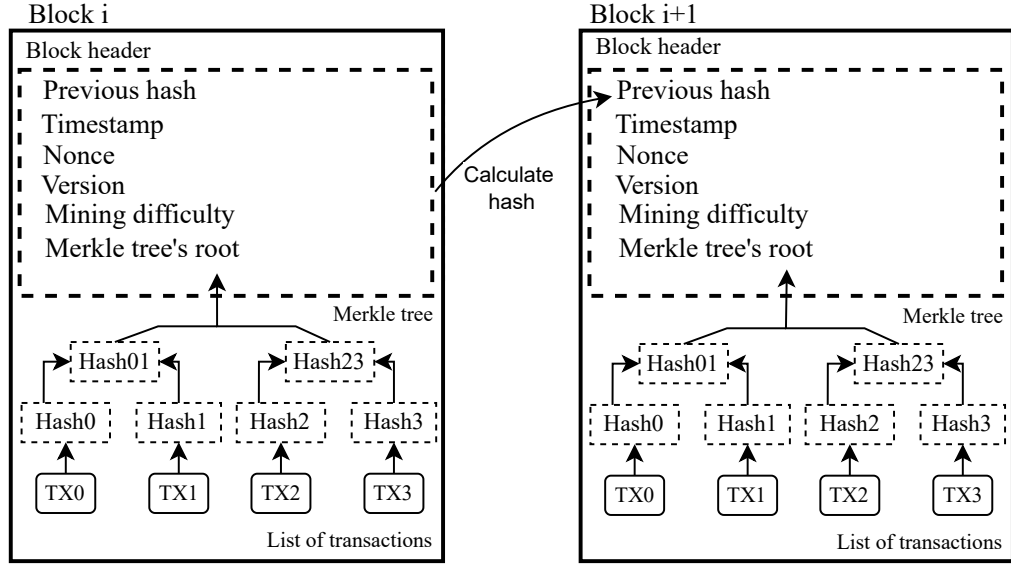 Block i
Block header
Previous hash
Timestamp
Nonce
Version
Mining difficulty
Merkle tree's root
Merkle tree
Hash01
Hash23
Hash0
Hash1
Hash2
Hash3
TX0
TX1
TX2
TX3
List of transactions
Calculate
hash
Block i+1
Block header
Previous hash
Timestamp
Nonce
Version
Mining difficulty
Merkle tree's root
Merkle tree
Hash01
Hash23
Hash0
Hash1
Hash2
Hash3
TX0
TX1
TX2
TX3
List of transactions